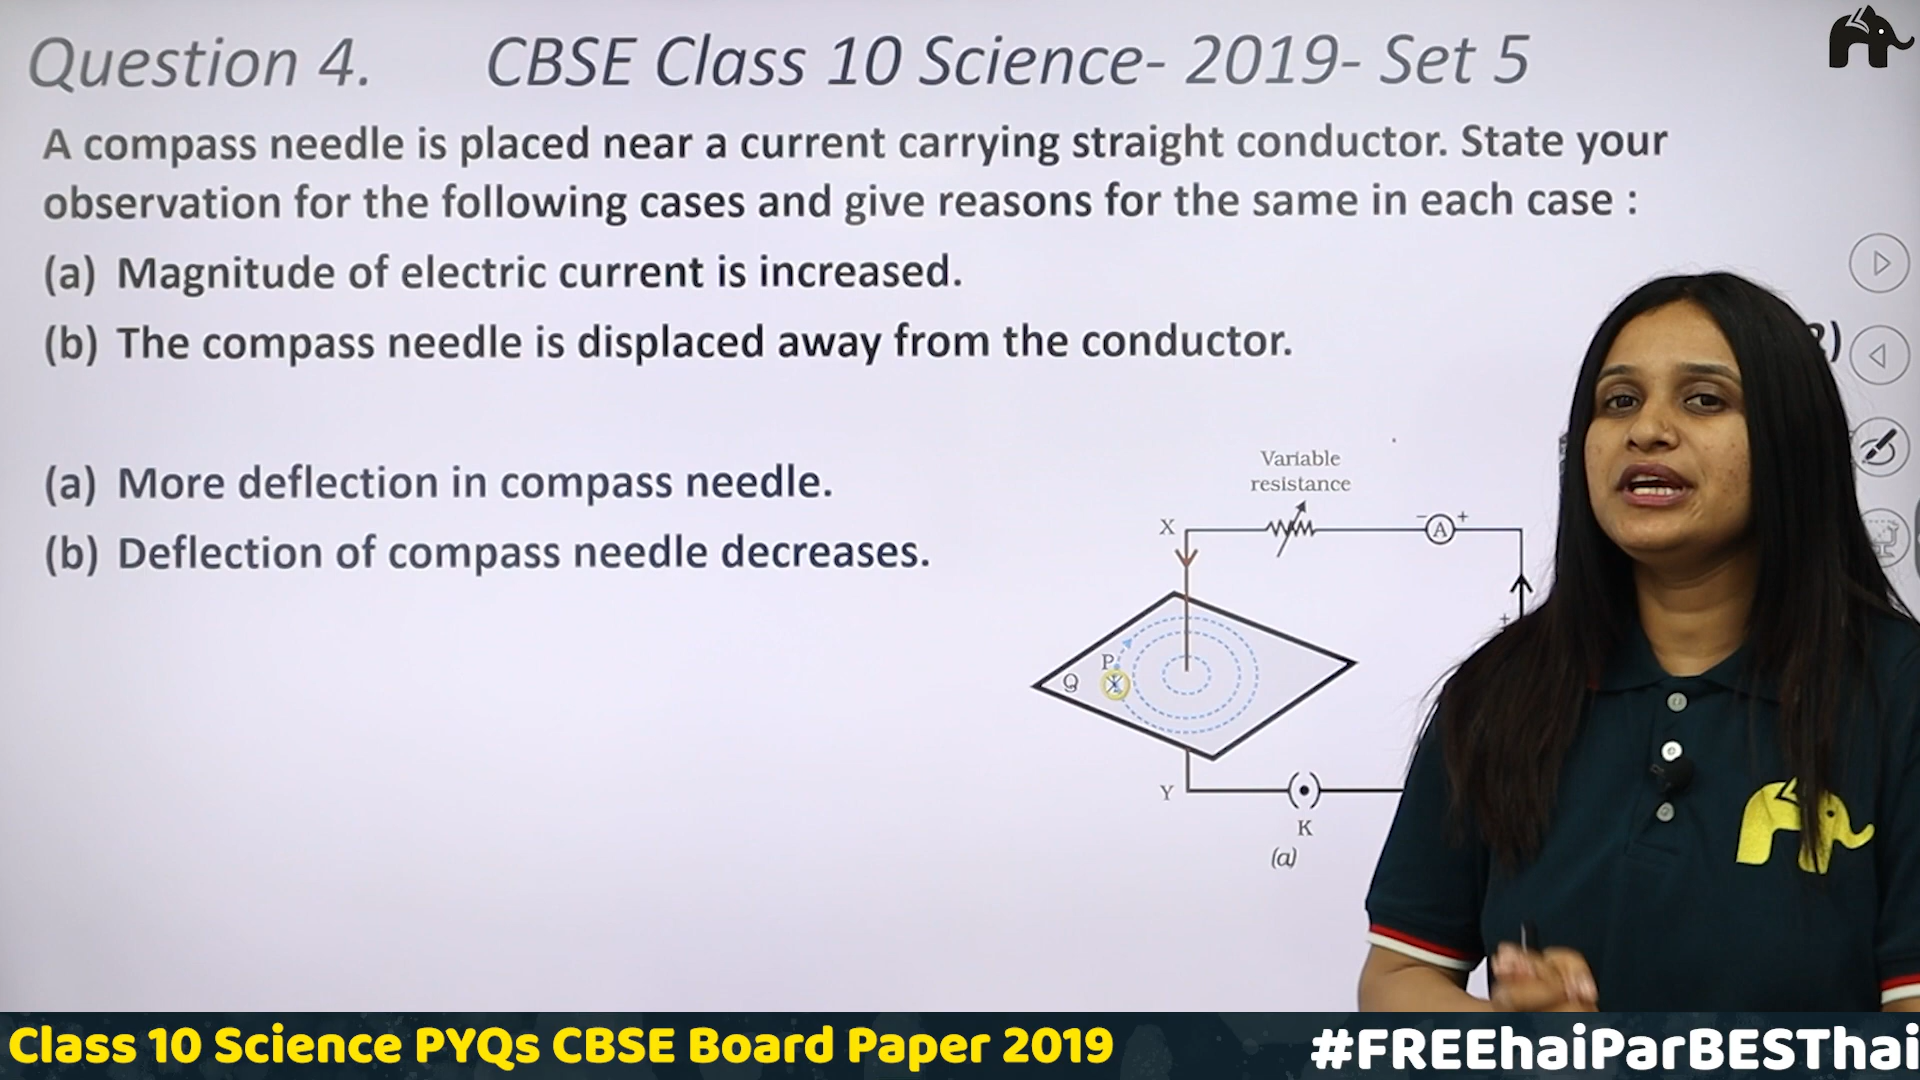 Question 4. CBSE Class 10 Science- 2019- Set 5
A compass needle is placed near a current carrying straight conductor. State your
observation for the following cases and give reasons for the same in each case :
(a) Magnitude of electric current is increased.
(b) The compass needle is displaced away from the conductor.
(a) More deflection in compass needle.
(b) Deflection of compass needle decreases.
Variable
resistance
X
− A +
+
P
Q
Y
K
(a)
Class 10 Science PYQs CBSE Board Paper 2019 #FREEhaiParBESThai